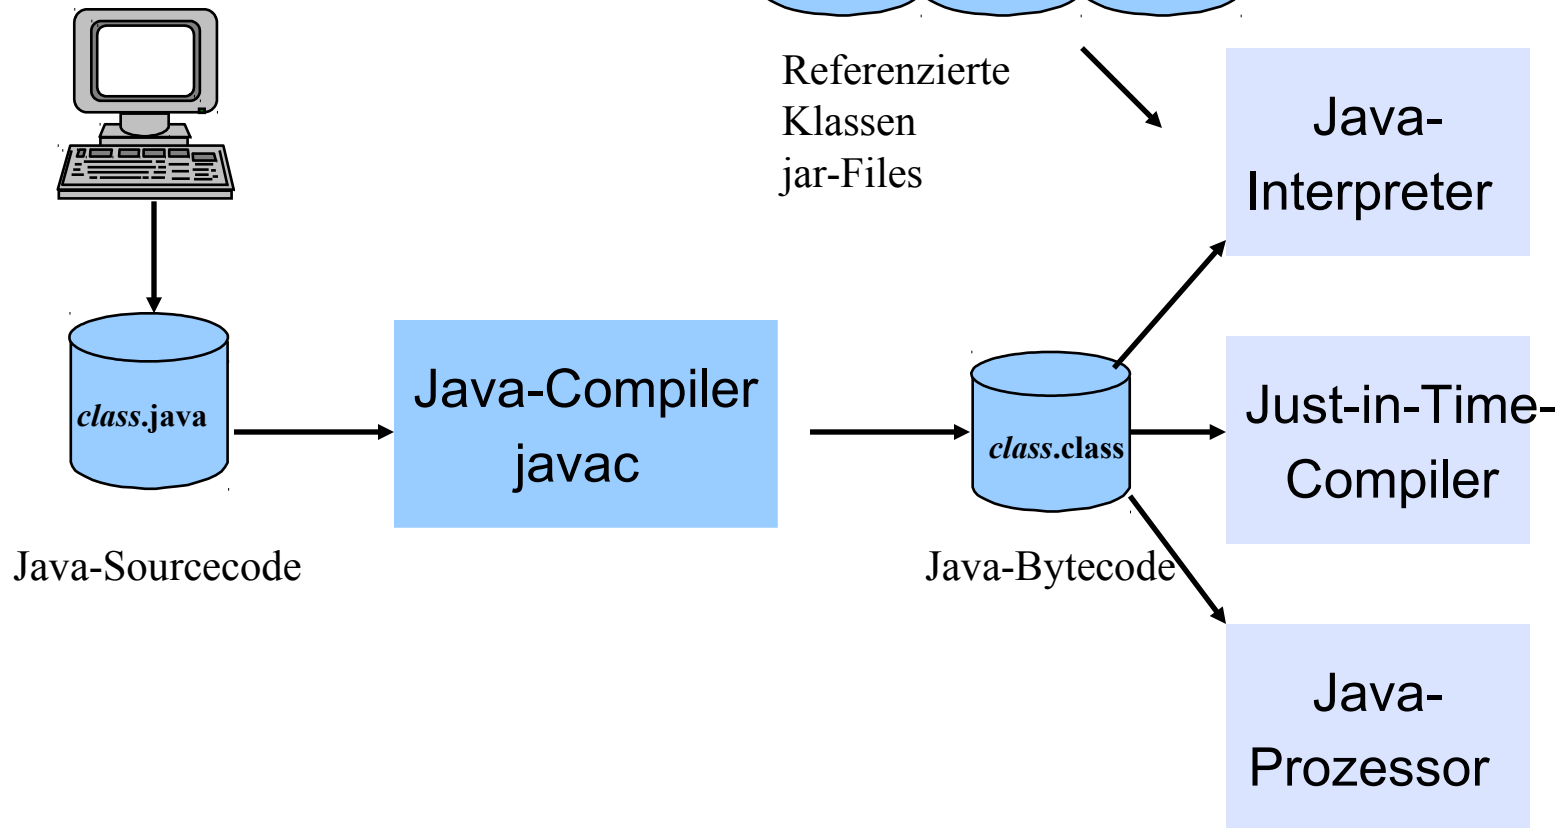 Referenzierte
Klassen
jar-Files
Java-
Interpreter
class.java
Java-Compiler
javac
class.class
Just-in-Time-
Compiler
Java-Sourcecode
Java-Bytecode
Java-
Prozessor